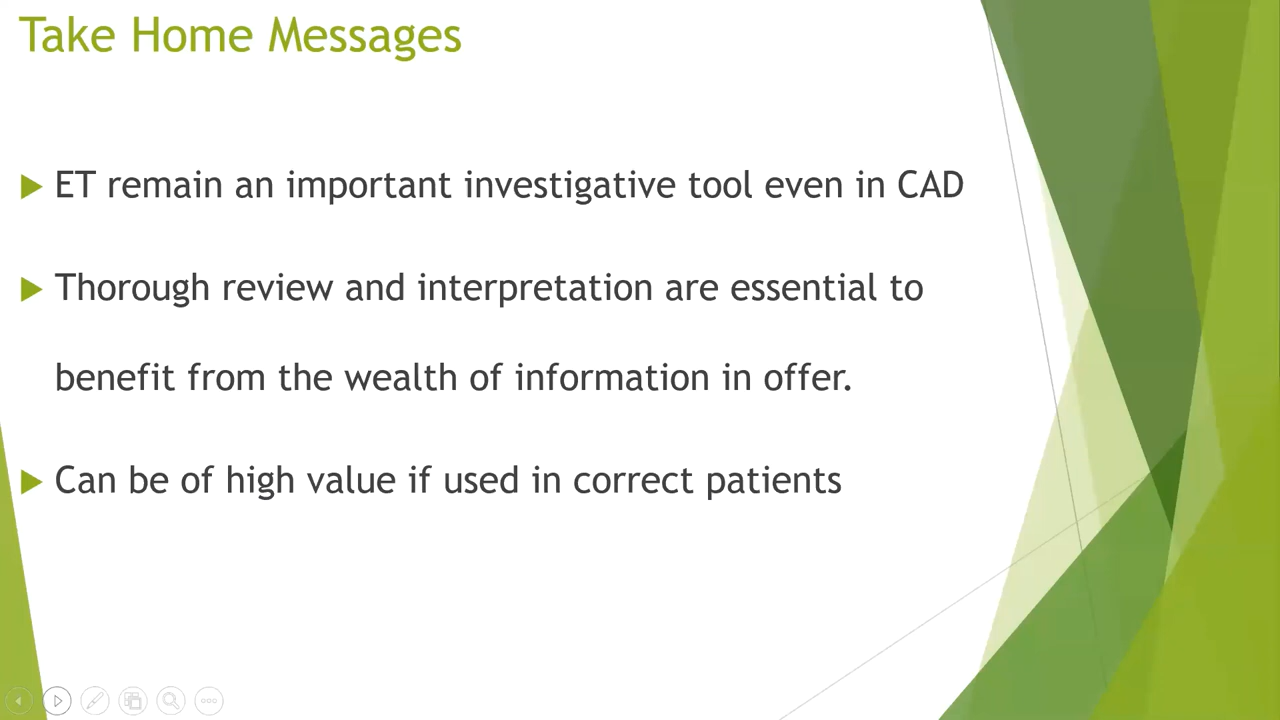 Take Home Messages
ET remain an important investigative tool even in CAD
Thorough review and interpretation are essential to
benefit from the wealth of information in offer.
Can be of high value if used in correct patients